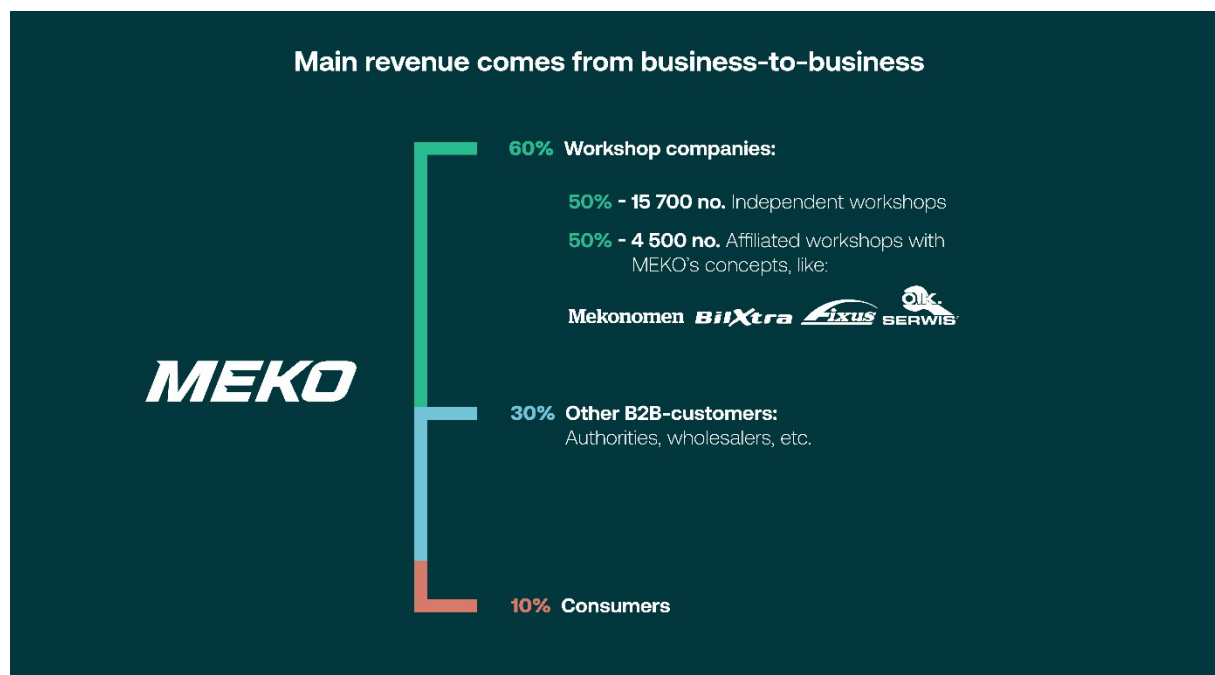 Main revenue comes from business-to-business
60% Workshop companies:
50% - 15 700 no. Independent workshops
50% - 4 500 no. Affiliated workshops with
MEKO's concepts, like:
Mekonomen BilXtra Fixus O.K. SERWIS
MEKO
30% Other B2B-customers:
Authorities, wholesalers, etc.
10% Consumers